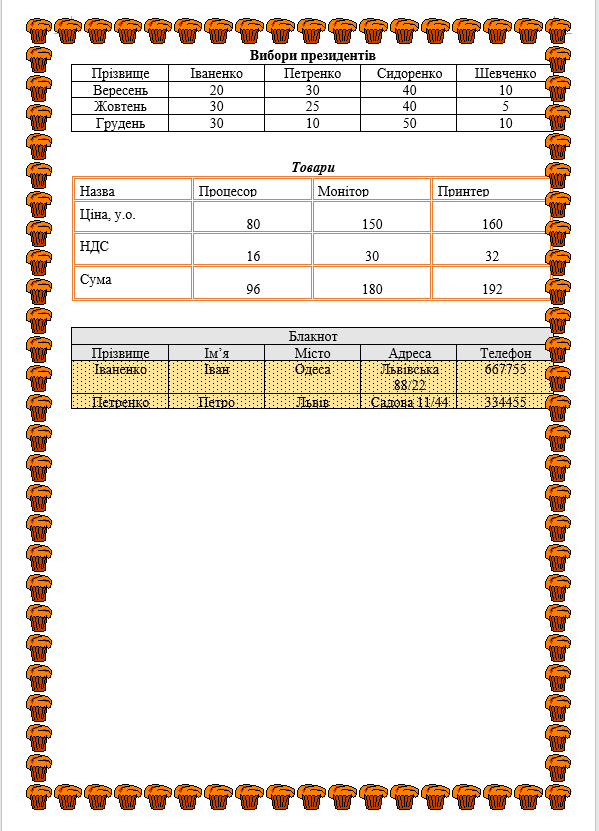 Вибори президентів
Прізвище Іваненко Петренко Сидоренко Шевченко
Вересень 20 30 40 10
Жовтень 30 25 40 5
Грудень 30 10 50 10
Товари
Назва Процесор Монітор Принтер
Ціна, у.о. 80 150 160
НДС 16 30 32
Сума 96 180 192
Блакнот
Прізвище Ім’я Місто Адреса Телефон
Іваненко Іван Одеса Львівська 667755
88/22
Петренко Петро Львів Садова 11/44 334455